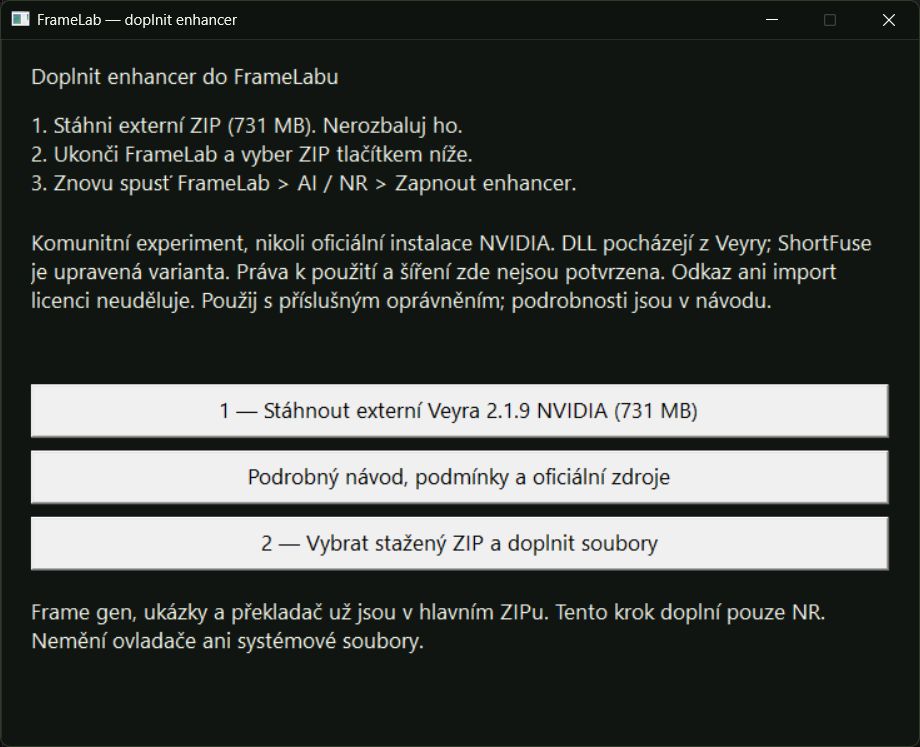 FrameLab — doplnit enhancer
Doplnit enhancer do FrameLabu
1. Stáhni externí ZIP (731 MB). Nerozbaluj ho.
2. Ukonči FrameLab a vyber ZIP tlačítkem níže.
3. Znovu spusť FrameLab > AI / NR > Zapnout enhancer.
Komunitní experiment, nikoli oficiální instalace NVIDIA. DLL pocházejí z Veyry; ShortFuse
je upravená varianta. Práva k použití a šíření zde nejsou potvrzena. Odkaz ani import
licenci neuděluje. Použij s příslušným oprávněním; podrobnosti jsou v návodu.
1 — Stáhnout externí Veyra 2.1.9 NVIDIA (731 MB)
Podrobný návod, podmínky a oficiální zdroje
2 — Vybrat stažený ZIP a doplnit soubory
Frame gen, ukázky a překladač už jsou v hlavním ZIPu. Tento krok doplní pouze NR.
Nemění ovladače ani systémové soubory.